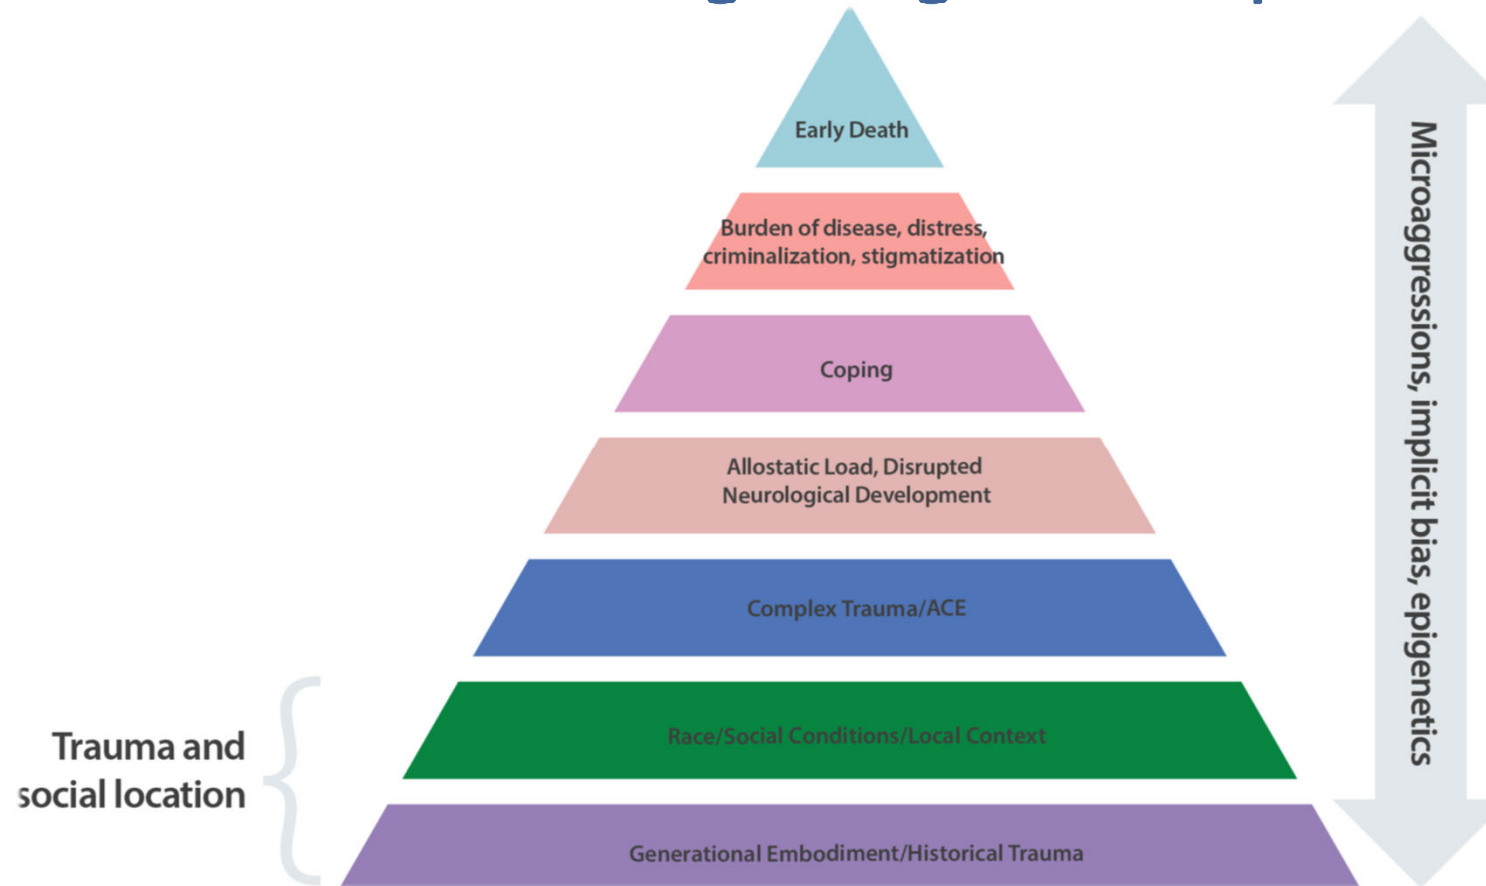 Early Death
Burden of disease, distress,
criminalization, stigmatization
Coping
Allostatic Load, Disrupted
Neurological Development
Complex Trauma/ACE
Race/Social Conditions/Local Context
Generational Embodiment/Historical Trauma
Trauma and
social location
Microaggressions, implicit bias, epigenetics